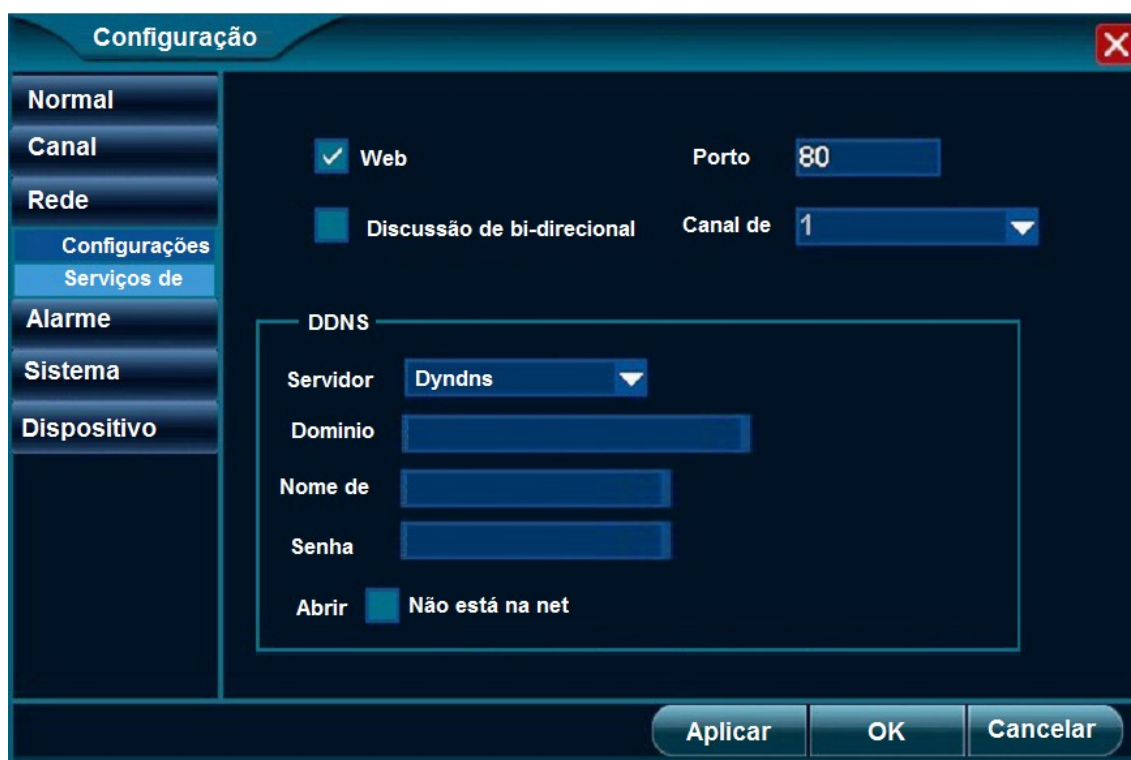 Configuração
Normal
Canal
Rede
Configurações
Serviços de
Alarme
Sistema
Dispositivo
Web
Porto 80
Discussão de bi-direcional
Canal de 1
DDNS
Servidor Dyndns
Dominio
Nome de
Senha
Abrir Não está na net
Aplicar
OK
Cancelar